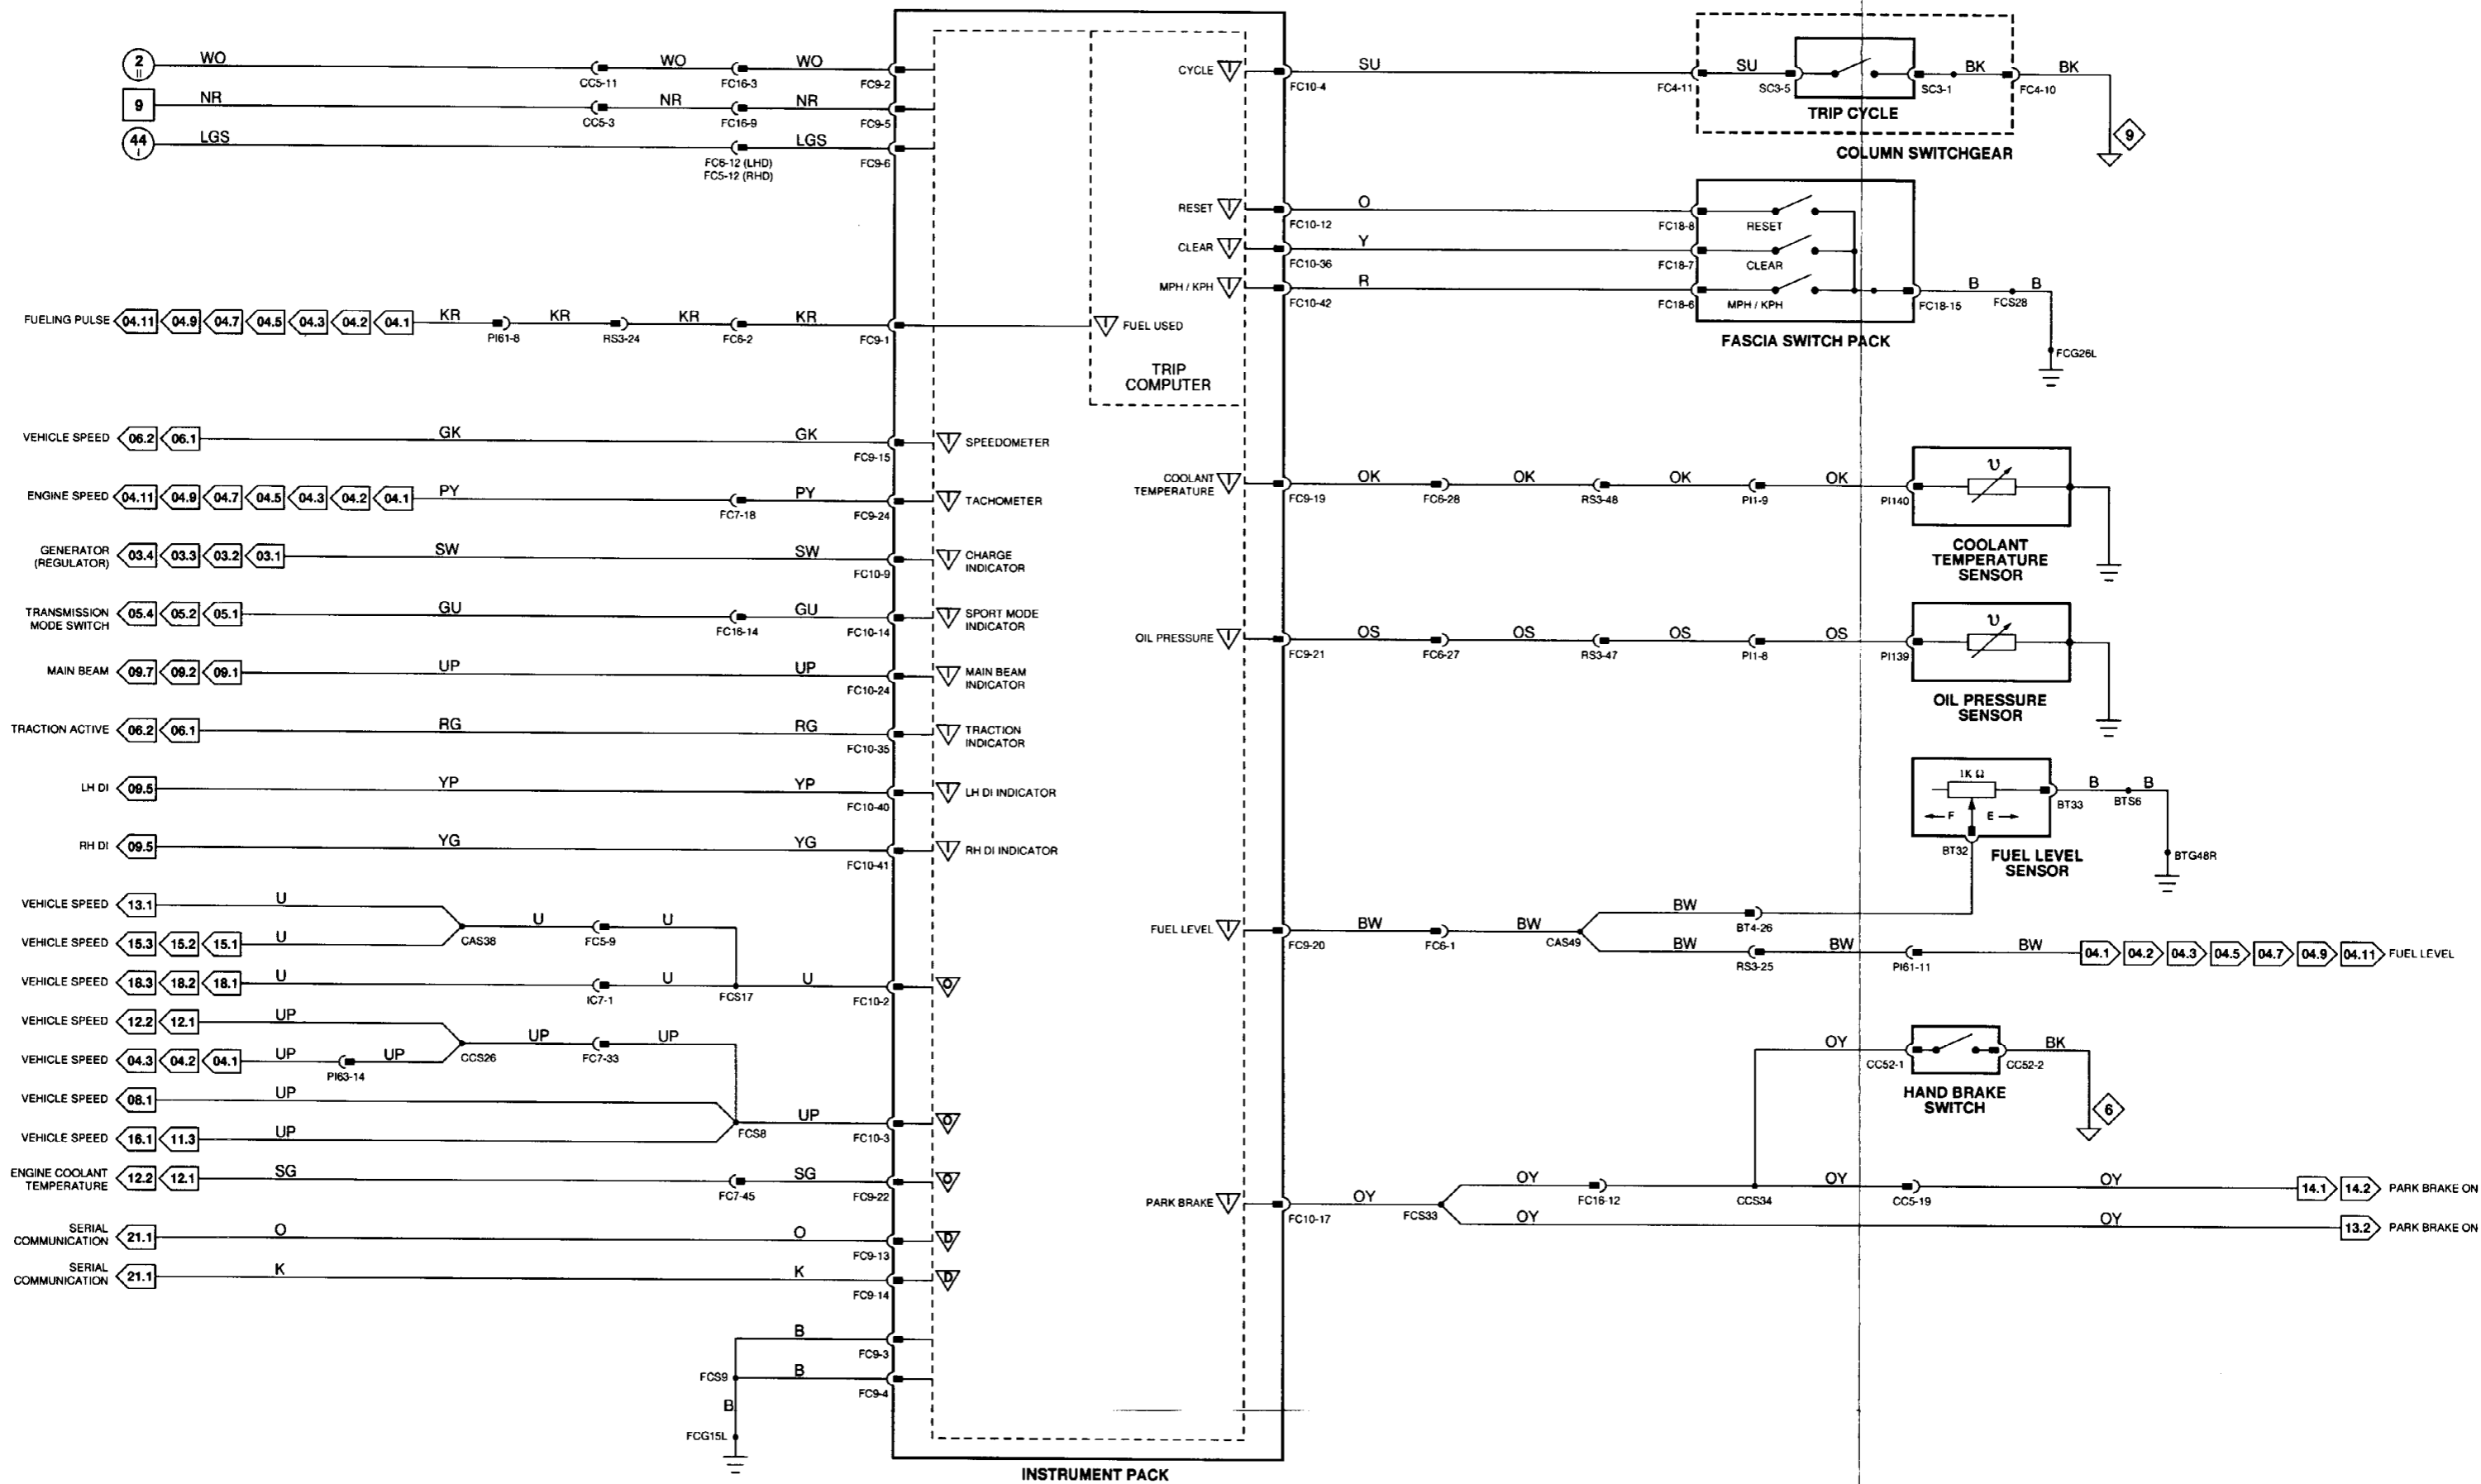 2
II
WO
CC5-11
WO
FC16-3
WO
FC9-2
9
NR
CC5-3
NR
FC16-9
NR
FC9-5
44
I
LGS
FC6-12 (LHD)
FC5-12 (RHD)
LGS
FC9-6
FUELING PULSE
04.11
04.9
04.7
04.5
04.3
04.2
04.1
KR
PI61-8
KR
RS3-24
KR
FC6-2
KR
FC9-1
I
FUEL USED
TRIP
COMPUTER
VEHICLE SPEED
06.2
06.1
GK
GK
FC9-15
I
SPEEDOMETER
ENGINE SPEED
04.11
04.9
04.7
04.5
04.3
04.2
04.1
PY
FC7-18
PY
FC9-24
I
TACHOMETER
GENERATOR
(REGULATOR)
03.4
03.3
03.2
03.1
SW
SW
FC10-9
I
CHARGE
INDICATOR
TRANSMISSION
MODE SWITCH
05.4
05.2
05.1
GU
FC16-14
GU
FC10-14
I
SPORT MODE
INDICATOR
MAIN BEAM
09.7
09.2
09.1
UP
UP
FC10-24
I
MAIN BEAM
INDICATOR
TRACTION ACTIVE
06.2
06.1
RG
RG
FC10-35
I
TRACTION
INDICATOR
LH DI
09.5
YP
YP
FC10-40
I
LH DI INDICATOR
RH DI
09.5
YG
YG
FC10-41
I
RH DI INDICATOR
VEHICLE SPEED
13.1
U
VEHICLE SPEED
15.3
15.2
15.1
U
CAS38
U
FC5-9
U
VEHICLE SPEED
18.3
18.2
18.1
U
IC7-1
U
FCS17
U
FC10-2
O
VEHICLE SPEED
12.2
12.1
UP
VEHICLE SPEED
04.3
04.2
04.1
UP
PI63-14
UP
CCS26
UP
FC7-33
UP
VEHICLE SPEED
08.1
UP
VEHICLE SPEED
16.1
11.3
UP
FCS8
UP
FC10-3
O
ENGINE COOLANT
TEMPERATURE
12.2
12.1
SG
FC7-45
SG
FC9-22
O
SERIAL
COMMUNICATION
21.1
O
O
FC9-13
D
SERIAL
COMMUNICATION
21.1
K
K
FC9-14
D
B
FC9-3
FCS9
B
FC9-4
B
FCG15L
INSTRUMENT PACK
CYCLE
I
FC10-4
SU
FC4-11
SU
SC3-5
SC3-1
BK
FC4-10
BK
9
TRIP CYCLE
COLUMN SWITCHGEAR
RESET
I
FC10-12
O
FC18-8
RESET
CLEAR
I
FC10-36
Y
FC18-7
CLEAR
MPH / KPH
I
FC10-42
R
FC18-6
MPH / KPH
FC18-15
B
FCS28
B
FCG26L
FASCIA SWITCH PACK
COOLANT
TEMPERATURE
I
FC9-19
OK
FC6-28
OK
RS3-48
OK
PI1-9
OK
PI140
υ
COOLANT
TEMPERATURE
SENSOR
OIL PRESSURE
I
FC9-21
OS
FC6-27
OS
RS3-47
OS
PI1-8
OS
PI139
υ
OIL PRESSURE
SENSOR
1K Ω
F
E
BT33
B
BTS6
B
BTG48R
BT32
FUEL LEVEL
SENSOR
FUEL LEVEL
I
FC9-20
BW
FC6-1
BW
CAS49
BW
BT4-26
BW
RS3-25
BW
PI61-11
BW
04.1
04.2
04.3
04.5
04.7
04.9
04.11
FUEL LEVEL
OY
CC52-1
CC52-2
BK
6
HAND BRAKE
SWITCH
PARK BRAKE
I
FC10-17
OY
FCS33
OY
FC16-12
CCS34
OY
CC5-19
OY
14.1
14.2
PARK BRAKE ON
OY
OY
13.2
PARK BRAKE ON